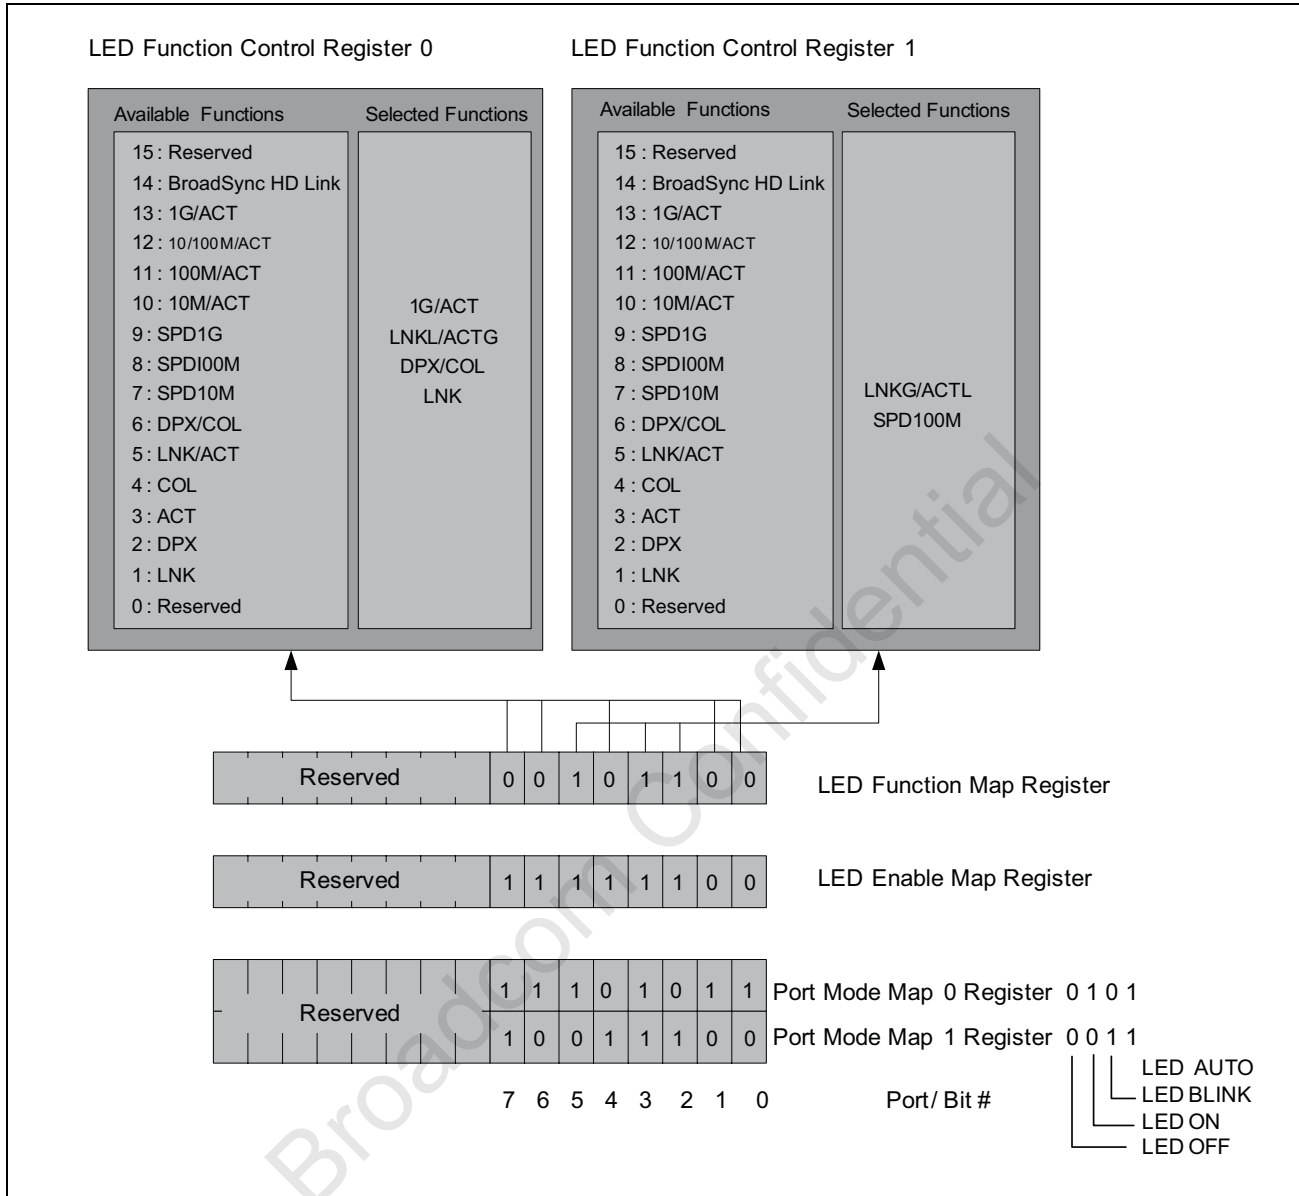 LED Function Control Register 0
LED Function Control Register 1
Available Functions
Selected Functions
15 : Reserved
14 : BroadSync HD Link
13 : 1G/ACT
12 : 10/100M/ACT
11 : 100M/ACT
10 : 10M/ACT
9 : SPD1G
8 : SPDI00M
7 : SPD10M
6 : DPX/COL
5 : LNK/ACT
4 : COL
3 : ACT
2 : DPX
1 : LNK
0 : Reserved
1G/ACT
LNKL/ACTG
DPX/COL
LNK
Available Functions
Selected Functions
15 : Reserved
14 : BroadSync HD Link
13 : 1G/ACT
12 : 10/100M/ACT
11 : 100M/ACT
10 : 10M/ACT
9 : SPD1G
8 : SPDI00M
7 : SPD10M
6 : DPX/COL
5 : LNK/ACT
4 : COL
3 : ACT
2 : DPX
1 : LNK
0 : Reserved
LNKG/ACTL
SPD100M
Reserved 0 0 1 0 1 1 0 0 LED Function Map Register
Reserved 1 1 1 1 1 1 0 0 LED Enable Map Register
Reserved
1 1 1 0 1 0 1 1 Port Mode Map 0 Register 0 1 0 1
1 0 0 1 1 1 0 0 Port Mode Map 1 Register 0 0 1 1
7 6 5 4 3 2 1 0 Port/ Bit #
LED AUTO
LED BLINK
LED ON
LED OFF
Broadcom Confidential